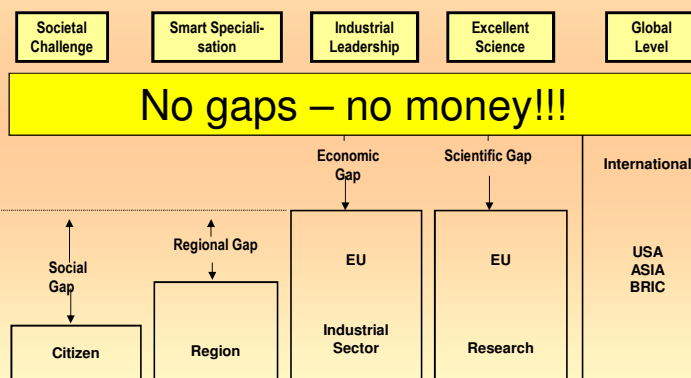 Societal
Challenge
Smart Speciali-
sation
Industrial
Leadership
Excellent
Science
Global
Level
No gaps – no money!!!
Economic
Gap
Scientific Gap
International
Regional Gap
Social
Gap
EU
EU
USA
ASIA
BRIC
Industrial
Sector
Citizen
Region
Research